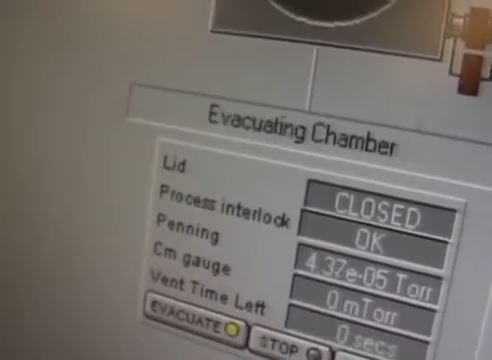 Evacuating Chamber
Lid CLOSED
Process interlock OK
Penning 4.37e-05 Torr
Cm gauge 0 mTorr
Vent Time Left 0 secs
EVACUATE STOP